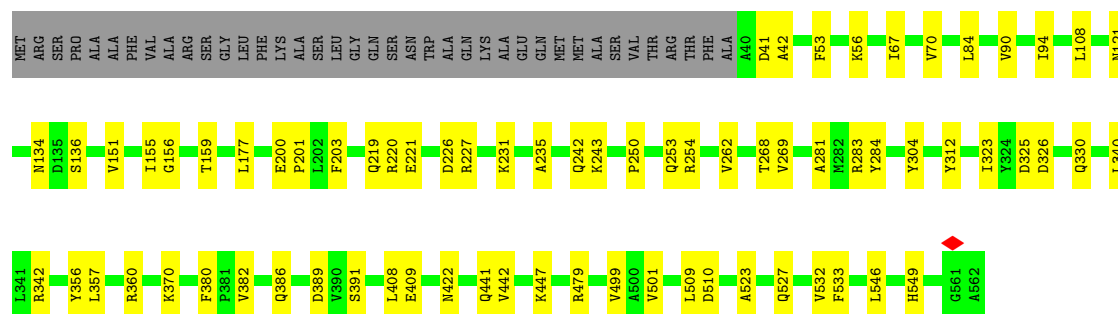 MET ARG SER PRO ALA ALA PHE VAL ALA ARG SER GLY LEU PHE LYS ALA SER LEU GLY GLN SER ASN TRP ALA GLN LYS ALA GLU GLN MET MET ALA SER VAL THR ARG THR PHE ALA A40 D41 A42 F53 K56 I67 V70 L84 V90 I94 L108 N121
N134 D135 S136 V151 I155 G156 T159 L177 E200 P201 L202 F203 Q219 R220 E221 D226 R227 K231 A235 Q242 K243 P250 Q253 R254 V262 T268 V269 A281 M282 R283 Y284 Y304 Y312 I323 Y324 D325 D326 Q330 L340
L341 R342 Y356 L357 R360 K370 F380 P381 V382 Q386 D389 V390 S391 L408 E409 N422 Q441 V442 K447 R479 V499 A500 V501 L509 D510 A523 Q527 V532 F533 L546 H549 G561 A562